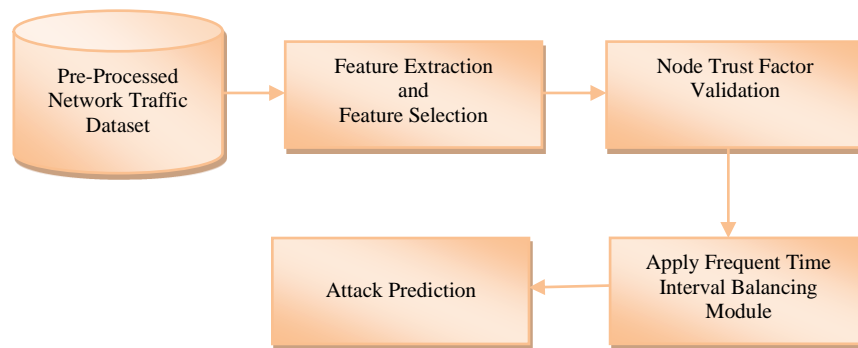 Pre-Processed
Network Traffic
Dataset
Feature Extraction
and
Feature Selection
Node Trust Factor
Validation
Apply Frequent Time
Interval Balancing
Module
Attack Prediction